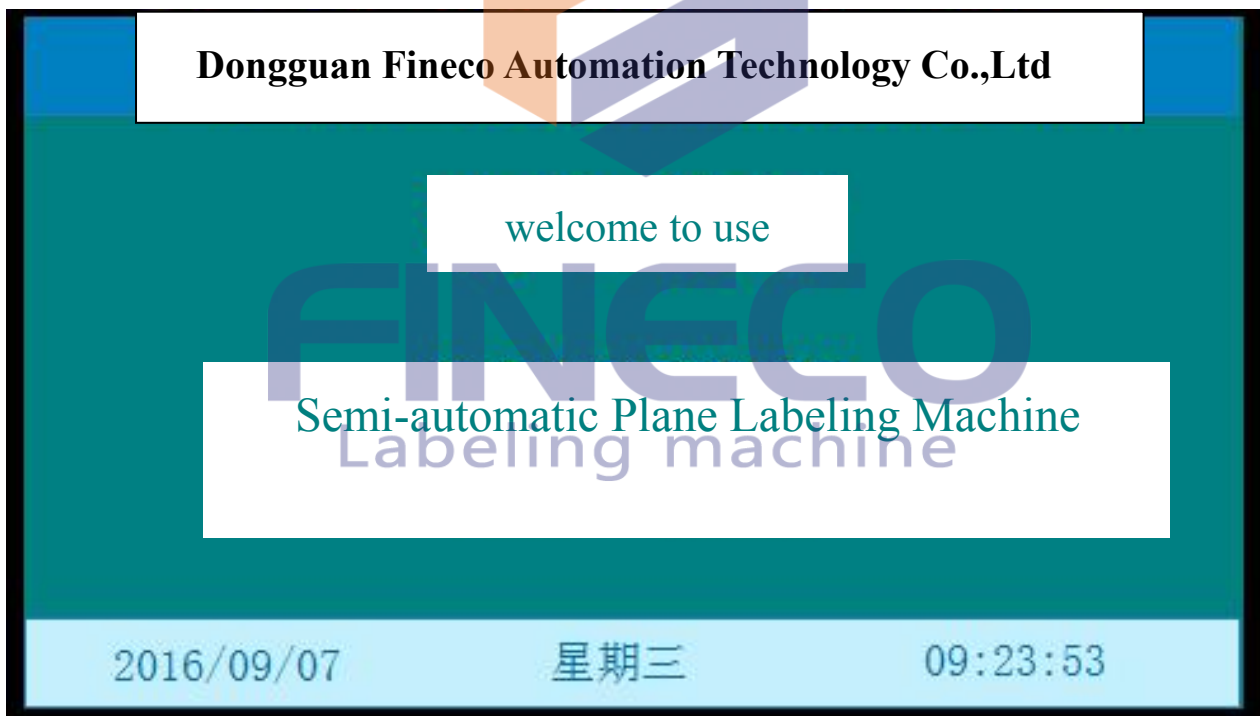 Dongguan Fineco Automation Technology Co.,Ltd
welcome to use
FINECO
Semi-automatic Plane Labeling Machine
Labeling machine
2016/09/07 星期三 09:23:53